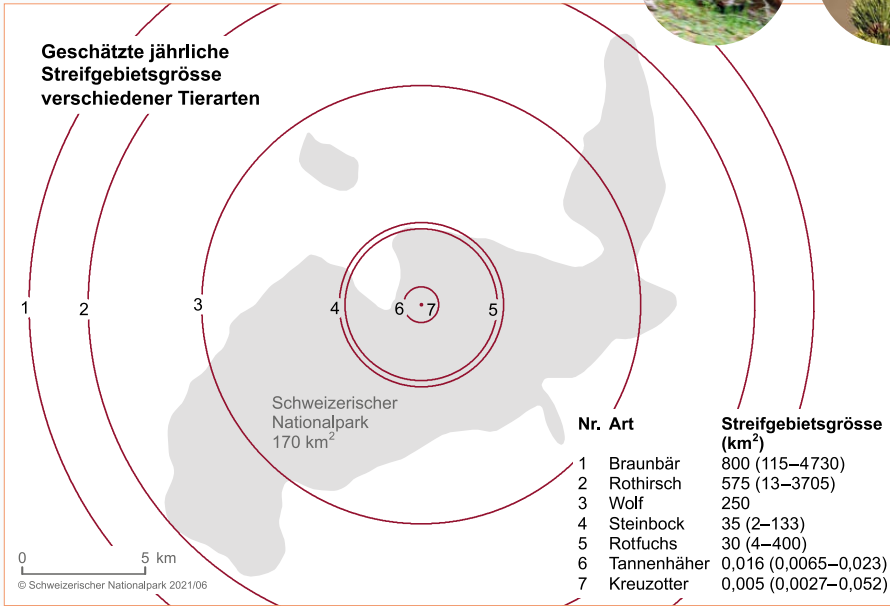 Geschätzte jährliche
Streifgebietsgrösse
verschiedener Tierarten
1
2
3
4
6
7
5
Schweizerischer
Nationalpark
170 km²
Nr. Art Streifgebietsgrösse
(km²)
1 Braunbär 800 (115–4730)
2 Rothirsch 575 (13–3705)
3 Wolf 250
4 Steinbock 35 (2–133)
5 Rotfuchs 30 (4–400)
6 Tannenhäher 0,016 (0,0065–0,023)
7 Kreuzotter 0,005 (0,0027–0,052)
0 5 km
© Schweizerischer Nationalpark 2021/06